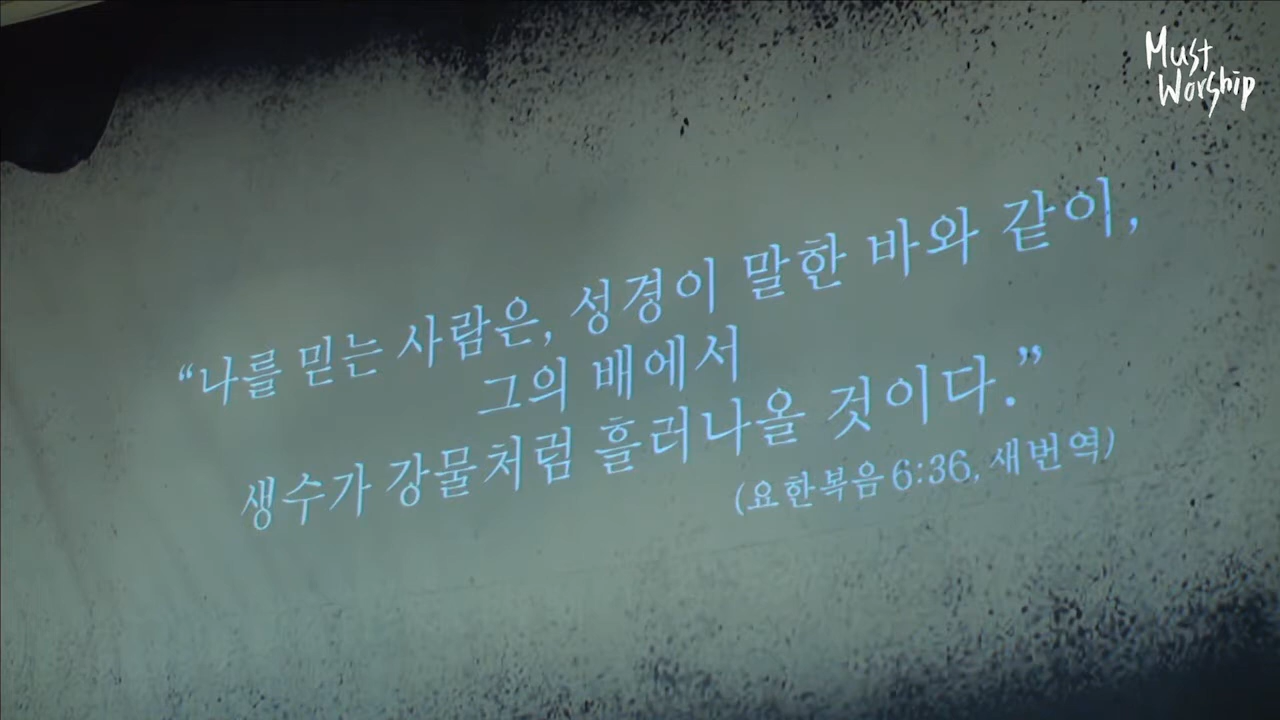 Must
Worship
“나를 믿는 사람은, 성경이 말한 바와 같이,
그의 배에서
생수가 강물처럼 흘러나올 것이다.”
(요한복음 6:36, 새번역)